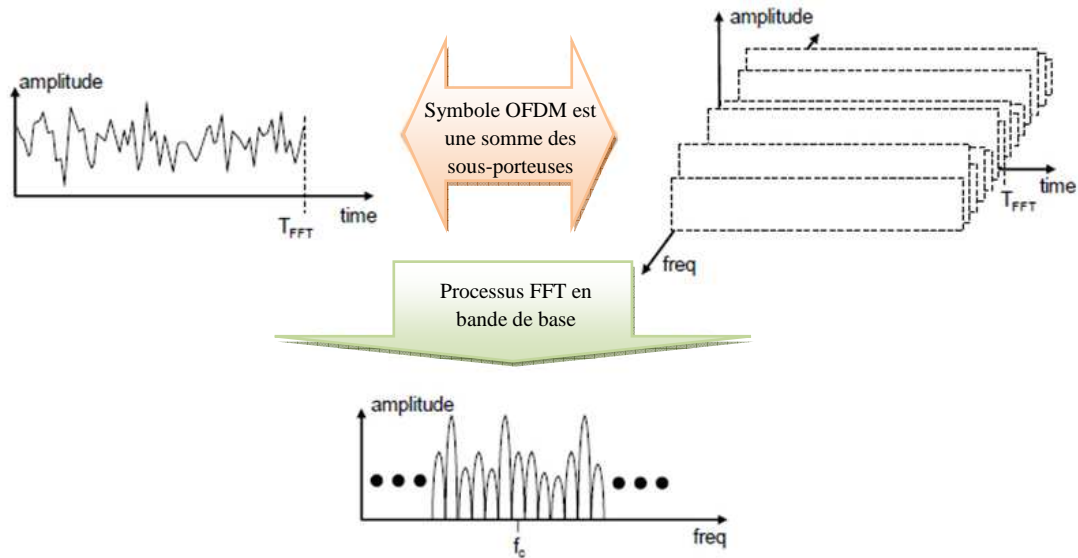 amplitude
time
T_FFT
Symbole OFDM est
une somme des
sous-porteuses
amplitude
time
T_FFT
freq
Processus FFT en
bande de base
amplitude
freq
f_c